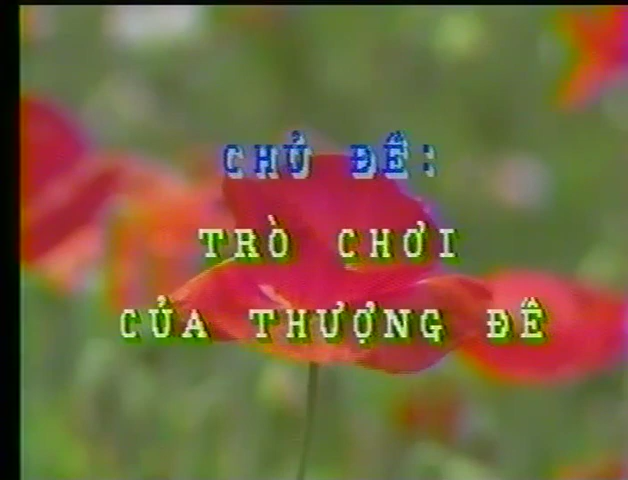 CHỦ ĐỀ:
TRÒ CHƠI
CỦA THƯỢNG ĐẾ